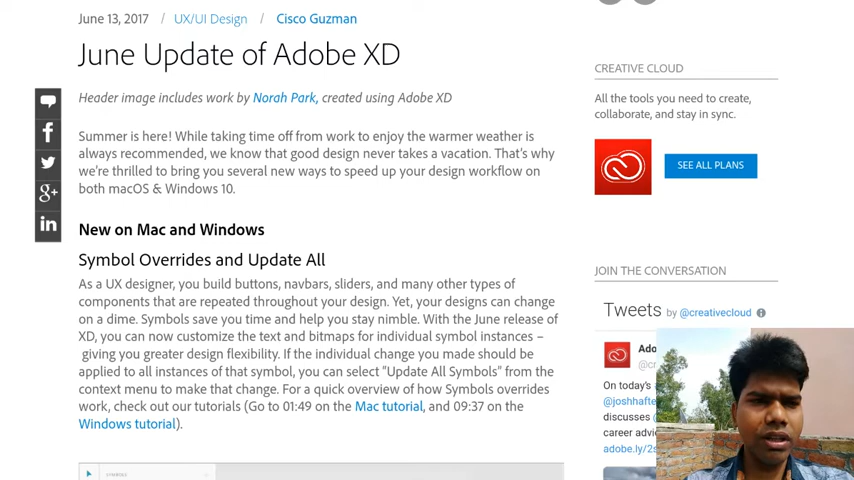 June 13, 2017 / UX/UI Design / Cisco Guzman
June Update of Adobe XD
Header image includes work by Norah Park, created using Adobe XD
Summer is here! While taking time off from work to enjoy the warmer weather is
always recommended, we know that good design never takes a vacation. That's why
we're thrilled to bring you several new ways to speed up your design workflow on
both macOS & Windows 10.
New on Mac and Windows
Symbol Overrides and Update All
As a UX designer, you build buttons, navbars, sliders, and many other types of
components that are repeated throughout your design. Yet, your designs can change
on a dime. Symbols save you time and help you stay nimble. With the June release of
XD, you can now customize the text and bitmaps for individual symbol instances –
giving you greater design flexibility. If the individual change you made should be
applied to all instances of that symbol, you can select "Update All Symbols" from the
context menu to make that change. For a quick overview of how Symbols overrides
work, check out our tutorials (Go to 01:49 on the Mac tutorial, and 09:37 on the
Windows tutorial).
SYMBOLS
f
g+
in
CREATIVE CLOUD
All the tools you need to create,
collaborate, and stay in sync.
SEE ALL PLANS
JOIN THE CONVERSATION
Tweets by @creativecloud
On today's
discusses
career